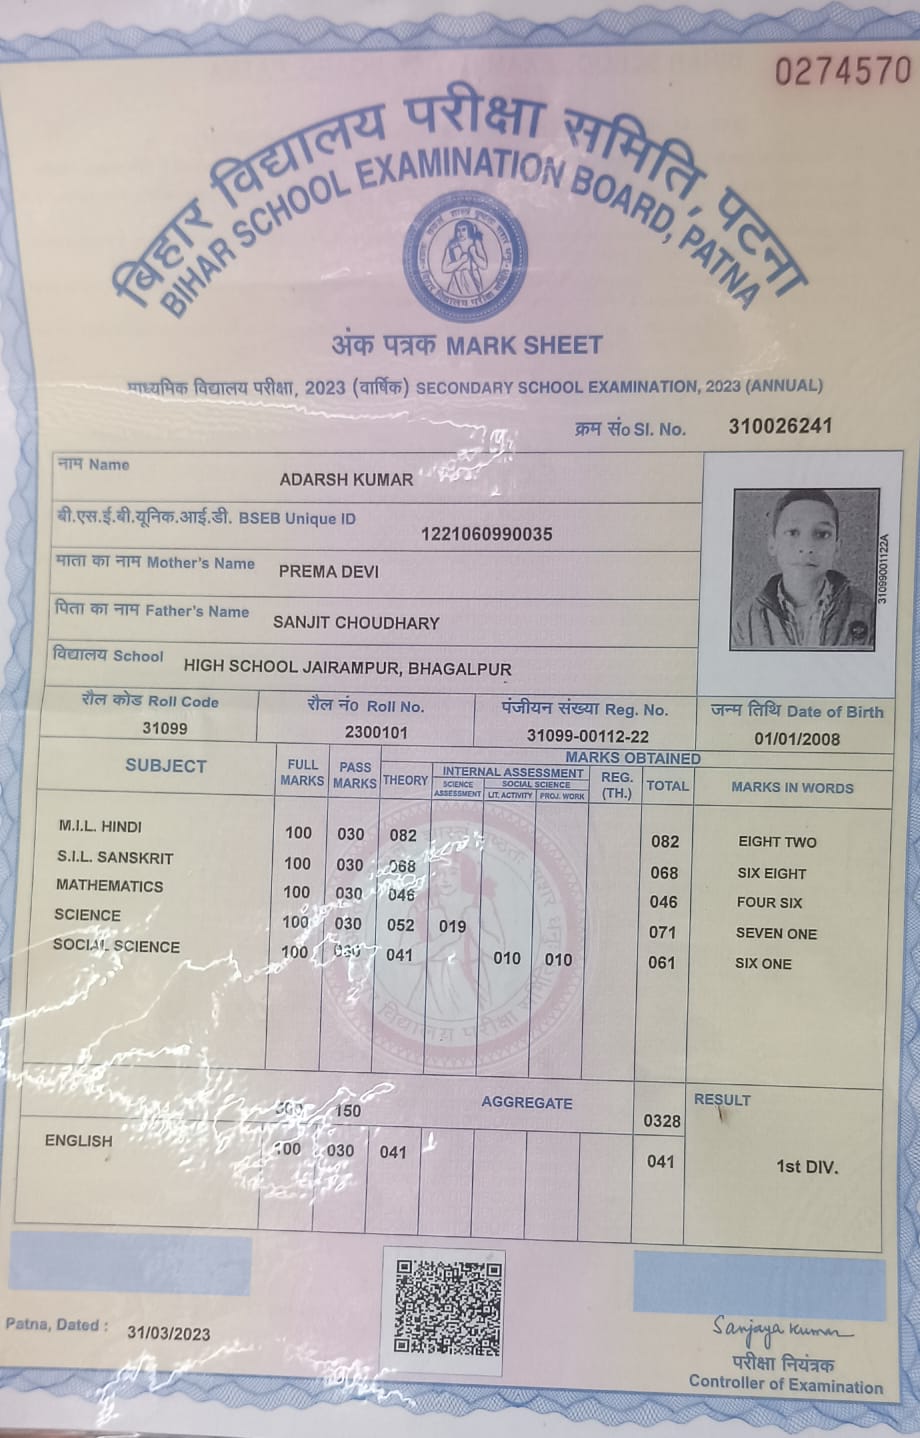 0274570
बिहार विद्यालय परीक्षा समिति, पटना
BIHAR SCHOOL EXAMINATION BOARD, PATNA
अंक पत्रक MARK SHEET
माध्यमिक विद्यालय परीक्षा, 2023 (वार्षिक) SECONDARY SCHOOL EXAMINATION, 2023 (ANNUAL)
क्रम सं० Sl. No. 310026241
नाम Name ADARSH KUMAR
बी.एस.ई.बी.यूनिक.आई.डी. BSEB Unique ID 1221060990035
माता का नाम Mother's Name PREMA DEVI
पिता का नाम Father's Name SANJIT CHOUDHARY
विद्यालय School HIGH SCHOOL JAIRAMPUR, BHAGALPUR
31099001122A
रौल कोड Roll Code रौल नं० Roll No. पंजीयन संख्या Reg. No. जन्म तिथि Date of Birth
31099 2300101 31099-00112-22 01/01/2008
SUBJECT FULL MARKS PASS MARKS MARKS OBTAINED
THEORY INTERNAL ASSESSMENT REG. (TH.) TOTAL MARKS IN WORDS
SCIENCE ASSESSMENT SOCIAL SCIENCE
LIT. ACTIVITY PROJ. WORK
M.I.L. HINDI 100 030 082 082 EIGHT TWO
S.I.L. SANSKRIT 100 030 068 068 SIX EIGHT
MATHEMATICS 100 030 046 046 FOUR SIX
SCIENCE 100 030 052 019 071 SEVEN ONE
SOCIAL SCIENCE 100 030 041 010 010 061 SIX ONE
150 AGGREGATE 0328 RESULT
ENGLISH 100 030 041 041 1st DIV.
Patna, Dated : 31/03/2023
Sanjaya Kumar
परीक्षा नियंत्रक
Controller of Examination